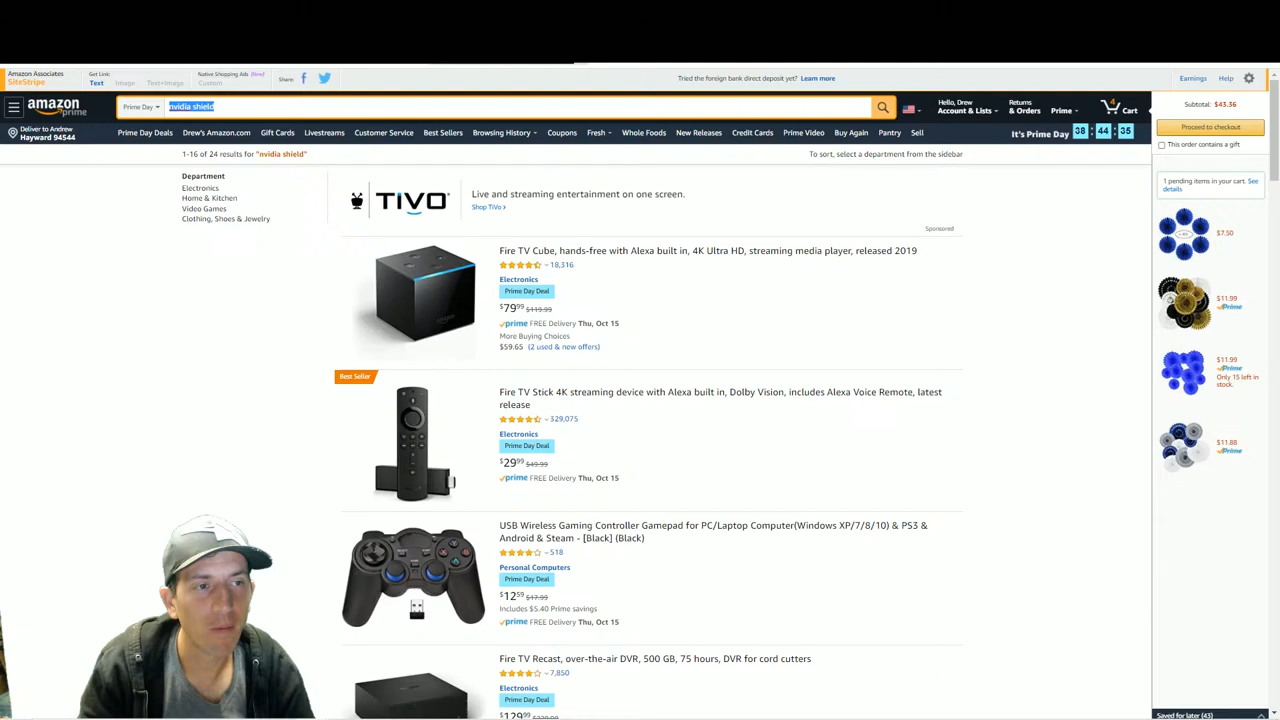 Amazon Associates
SiteStripe
Get Link:
Text Image Text+Image
Native Shopping Ads (New)
Custom
Share:
Tried the foreign bank direct deposit yet? Learn more
Earnings Help
amazon
prime
Prime Day
nvidia shield
Hello, Drew
Account & Lists
Returns
& Orders
Prime
4
Cart
Deliver to Andrew
Hayward 94544
Prime Day Deals Drew's Amazon.com Gift Cards Livestreams Customer Service Best Sellers Browsing History Coupons Fresh Whole Foods New Releases Credit Cards Prime Video Buy Again Pantry Sell
It's Prime Day 38 : 44 : 35
Subtotal: $43.36
Proceed to checkout
This order contains a gift
1 pending items in your cart. See
details
$7.50
$11.99
prime
$11.99
prime
Only 15 left in
stock.
$11.88
prime
Saved for later (43)
1-16 of 24 results for "nvidia shield"
To sort, select a department from the sidebar
Department
Electronics
Home & Kitchen
Video Games
Clothing, Shoes & Jewelry
TIVO
Live and streaming entertainment on one screen.
Shop TiVo ›
Sponsored
Fire TV Cube, hands-free with Alexa built in, 4K Ultra HD, streaming media player, released 2019
18,316
Electronics
Prime Day Deal
$79.99 $119.99
prime FREE Delivery Thu, Oct 15
More Buying Choices
$59.65 (2 used & new offers)
Best Seller
Fire TV Stick 4K streaming device with Alexa built in, Dolby Vision, includes Alexa Voice Remote, latest
release
329,075
Electronics
Prime Day Deal
$29.99 $49.99
prime FREE Delivery Thu, Oct 15
USB Wireless Gaming Controller Gamepad for PC/Laptop Computer(Windows XP/7/8/10) & PS3 &
Android & Steam - [Black] (Black)
518
Personal Computers
Prime Day Deal
$12.59 $17.99
Includes $5.40 Prime savings
prime FREE Delivery Thu, Oct 15
Fire TV Recast, over-the-air DVR, 500 GB, 75 hours, DVR for cord cutters
7,850
Electronics
Prime Day Deal
$129.99